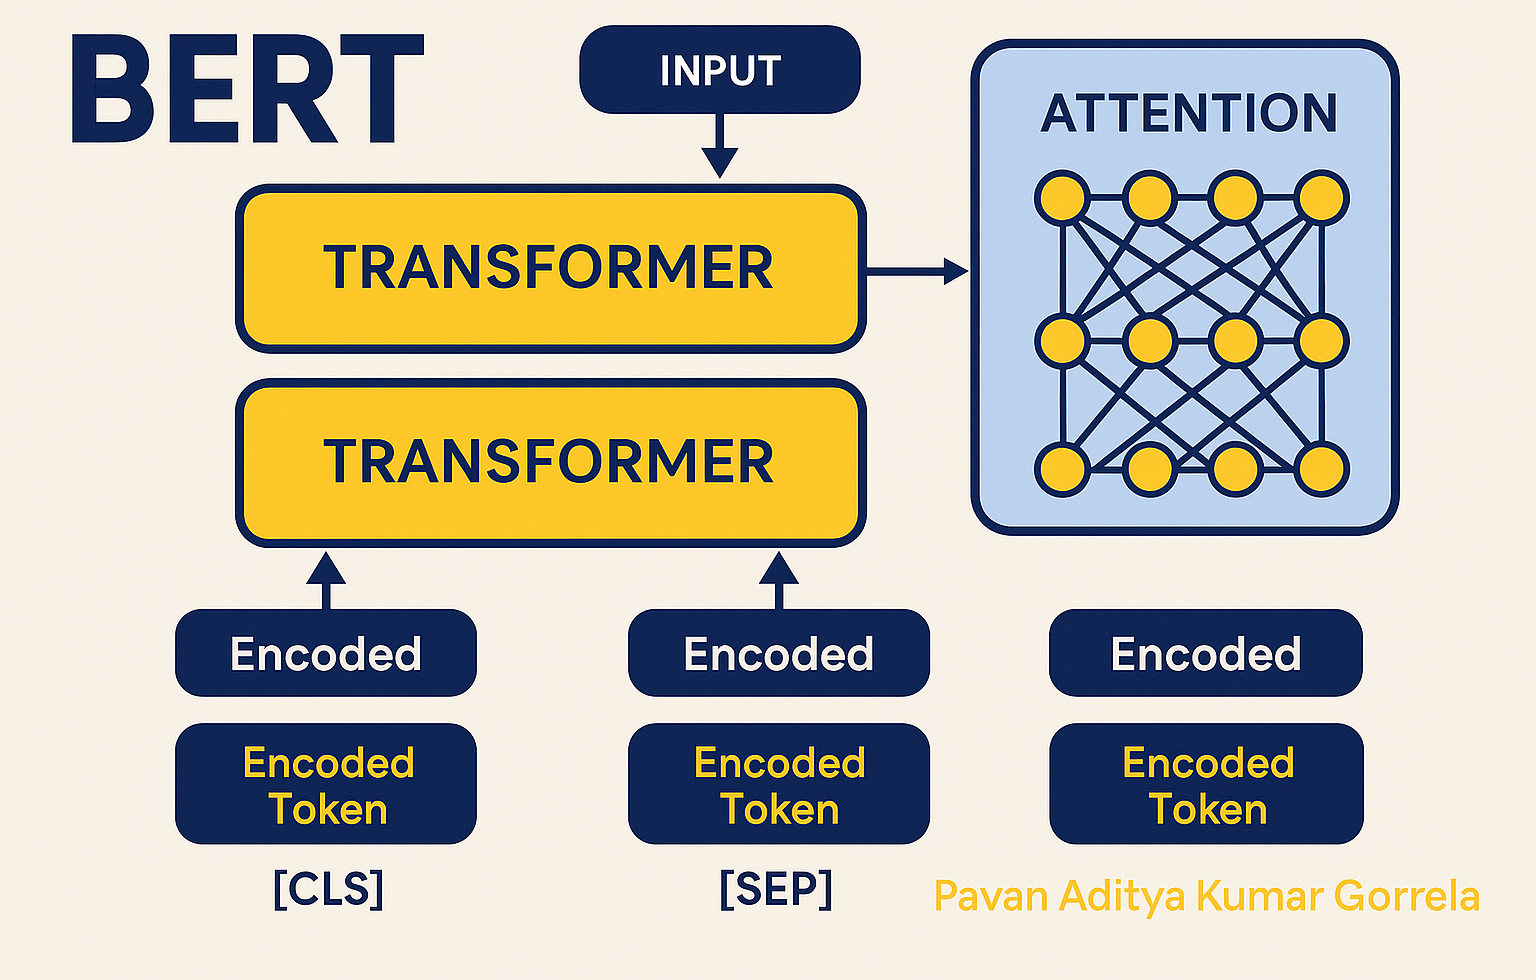 BERT
INPUT
ATTENTION
TRANSFORMER
TRANSFORMER
Encoded
Encoded
Encoded
Encoded
Token
Encoded
Token
Encoded
Token
[CLS]
[SEP]
Pavan Aditya Kumar Gorrela